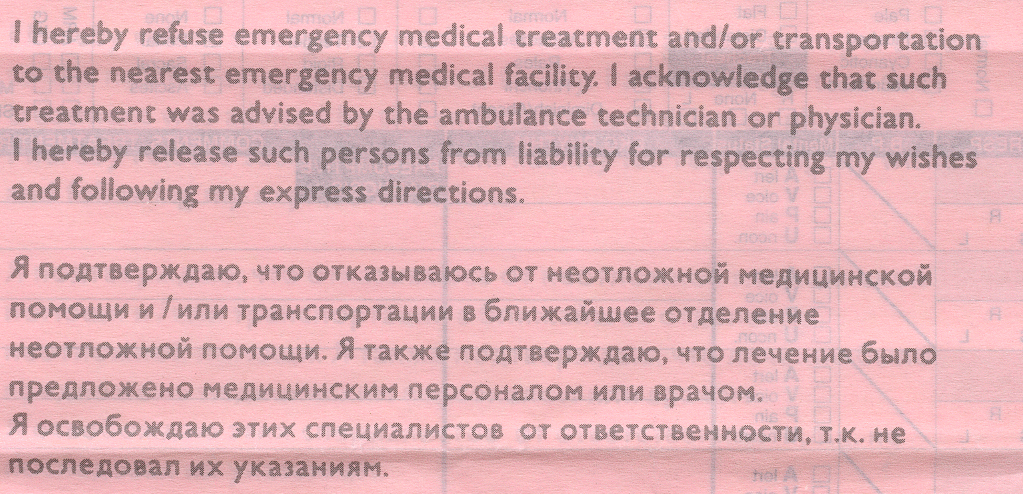 I hereby refuse emergency medical treatment and/or transportation
to the nearest emergency medical facility. I acknowledge that such
treatment was advised by the ambulance technician or physician.
I hereby release such persons from liability for respecting my wishes
and following my express directions.
Я подтверждаю, что отказываюсь от неотложной медицинской
помощи и / или транспортации в ближайшее отделение
неотложной помощи. Я также подтверждаю, что лечение было
предложено медицинским персоналом или врачом.
Я освобождаю этих специалистов от ответственности, т.к. не
последовал их указаниям.